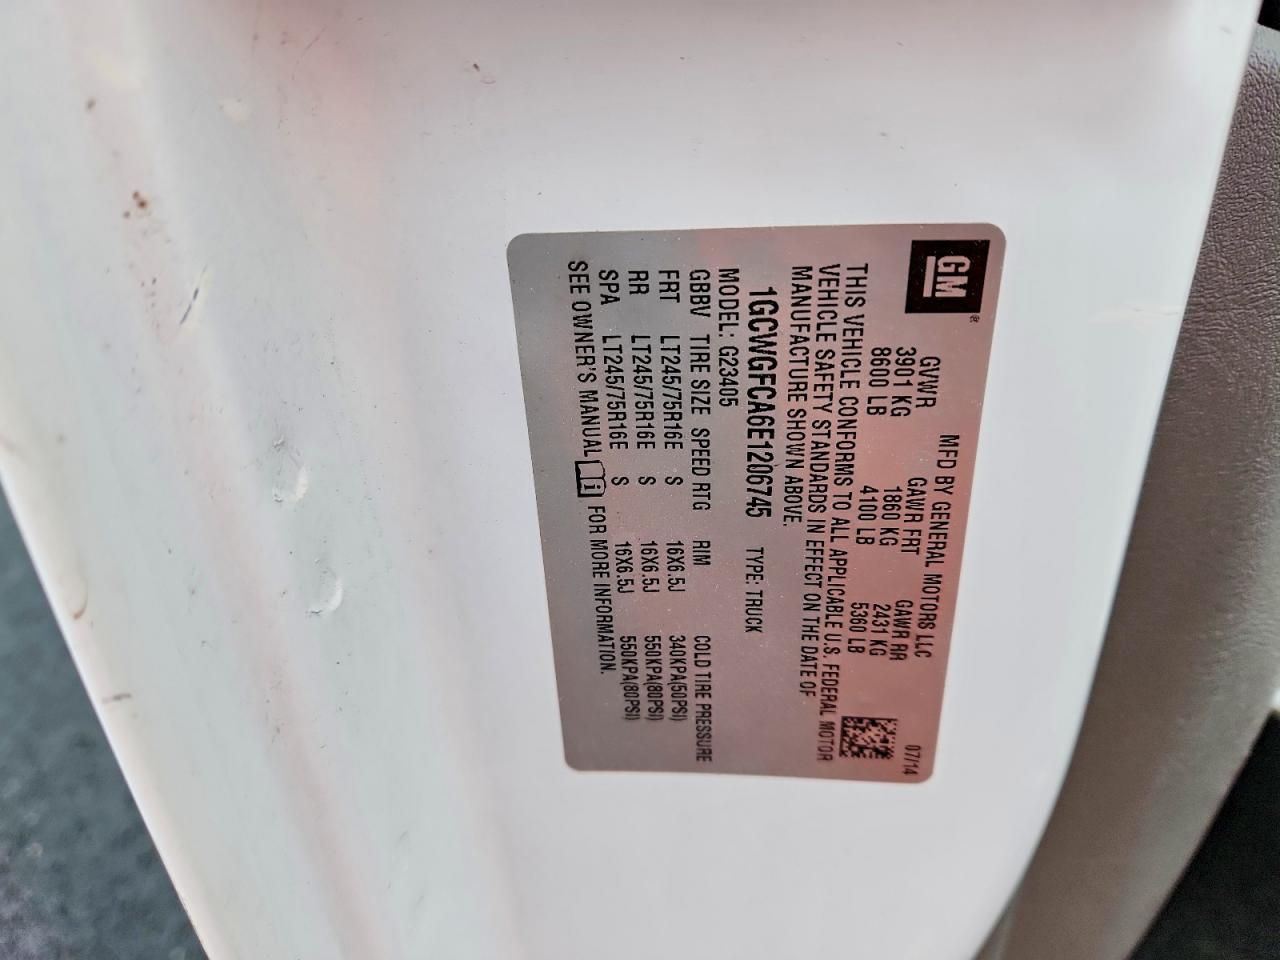 GM®
MFD BY GENERAL MOTORS LLC 07/14
GVWR GAWR FRT GAWR RR
3901 KG 1860 KG 2431 KG
8600 LB 4100 LB 5360 LB
THIS VEHICLE CONFORMS TO ALL APPLICABLE U.S. FEDERAL MOTOR
VEHICLE SAFETY STANDARDS IN EFFECT ON THE DATE OF
MANUFACTURE SHOWN ABOVE.
1GCWGFCA6E1206745 TYPE: TRUCK
MODEL: G23405
GBBV TIRE SIZE SPEED RTG RIM COLD TIRE PRESSURE
FRT LT245/75R16E S 16X6.5J 340KPA(50PSI)
RR LT245/75R16E S 16X6.5J 550KPA(80PSI)
SPA LT245/75R16E S 16X6.5J 550KPA(80PSI)
SEE OWNER'S MANUAL i FOR MORE INFORMATION.